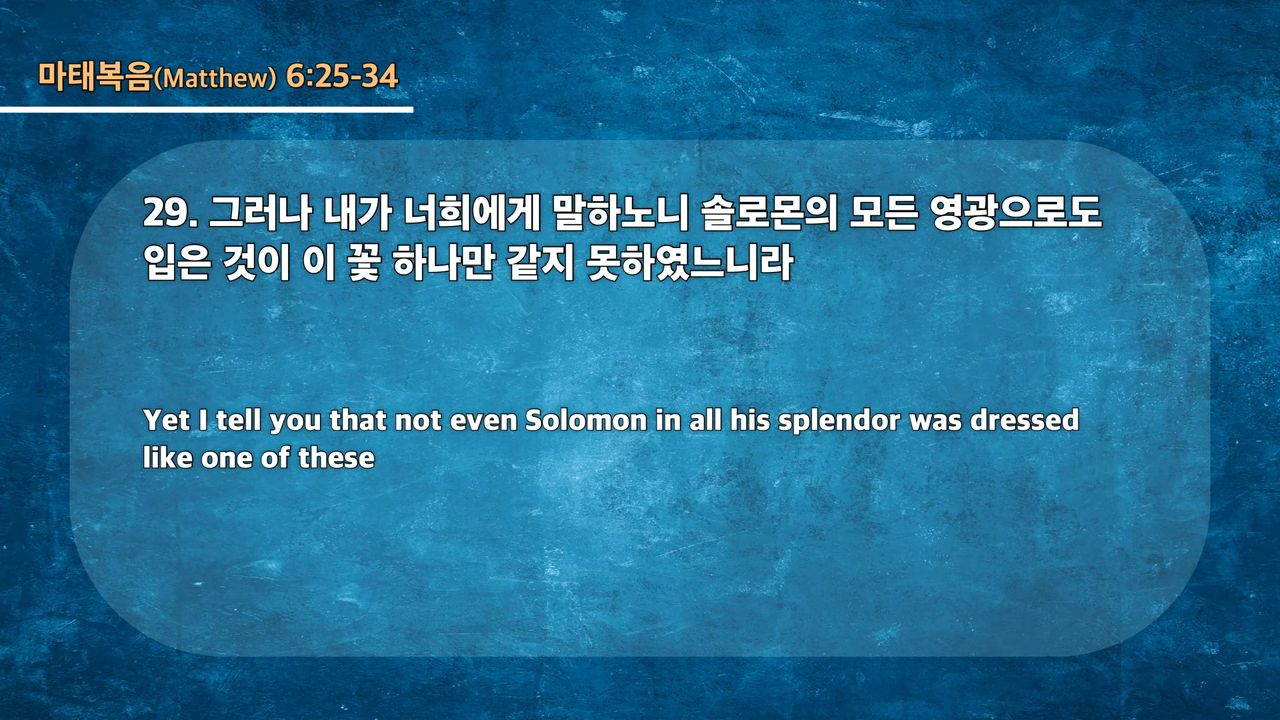 마태복음(Matthew) 6:25-34
29. 그러나 내가 너희에게 말하노니 솔로몬의 모든 영광으로도
입은 것이 이 꽃 하나만 같지 못하였느니라
Yet I tell you that not even Solomon in all his splendor was dressed
like one of these